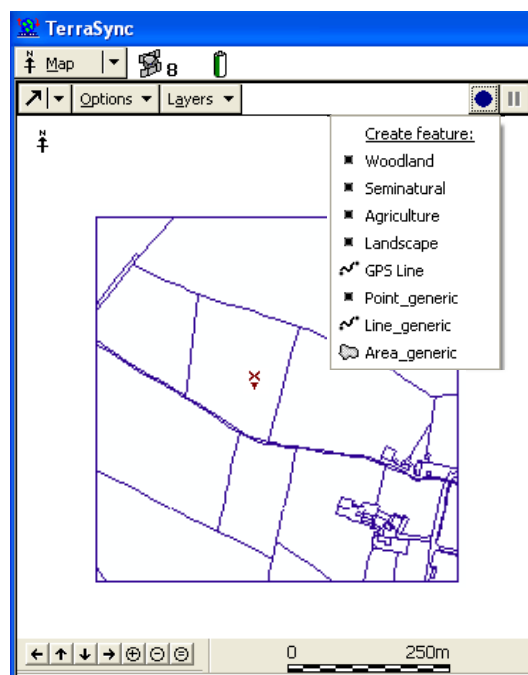 TerraSync
Map
8
Options Layers
N
Create feature:
Woodland
Seminatural
Agriculture
Landscape
GPS Line
Point_generic
Line_generic
Area_generic
0 250m